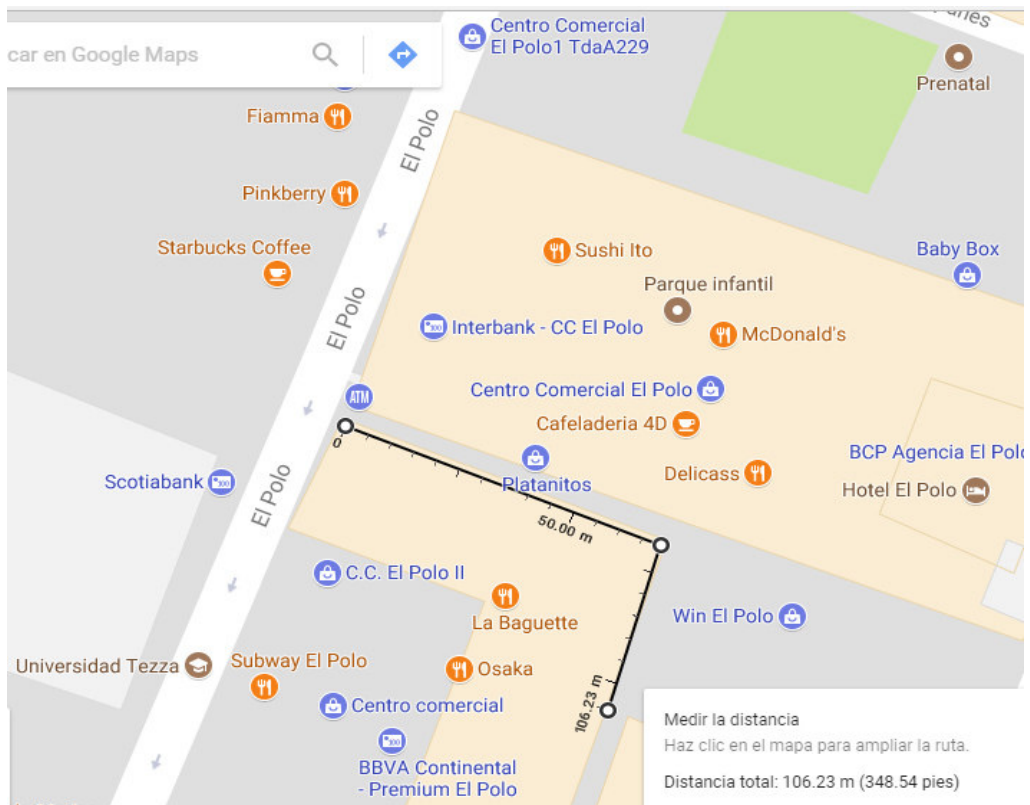 Centro Comercial
El Polo1 TdaA229
car en Google Maps
Prenatal
Fiamma
El Polo
Pinkberry
Starbucks Coffee
Sushi Ito
Baby Box
Parque infantil
El Polo
Interbank - CC El Polo
McDonald's
Centro Comercial El Polo
ATM
Cafeladeria 4D
0
BCP Agencia El Polo
Scotiabank
Platanitos
Delicass
Hotel El Polo
El Polo
50.00 m
C.C. El Polo II
La Baguette
Win El Polo
Universidad Tezza
Subway El Polo
Osaka
106.23 m
Centro comercial
BBVA Continental
- Premium El Polo
Medir la distancia
Haz clic en el mapa para ampliar la ruta.
Distancia total: 106.23 m (348.54 pies)